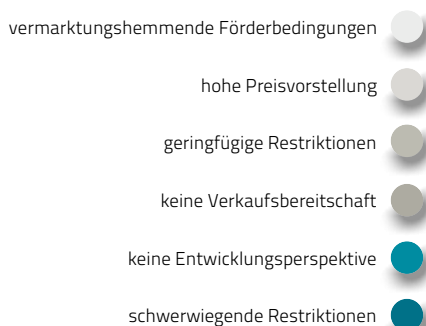 vermarktungshemmende Förderbedingungen
hohe Preisvorstellung
geringfügige Restriktionen
keine Verkaufsbereitschaft
keine Entwicklungsperspektive
schwerwiegende Restriktionen